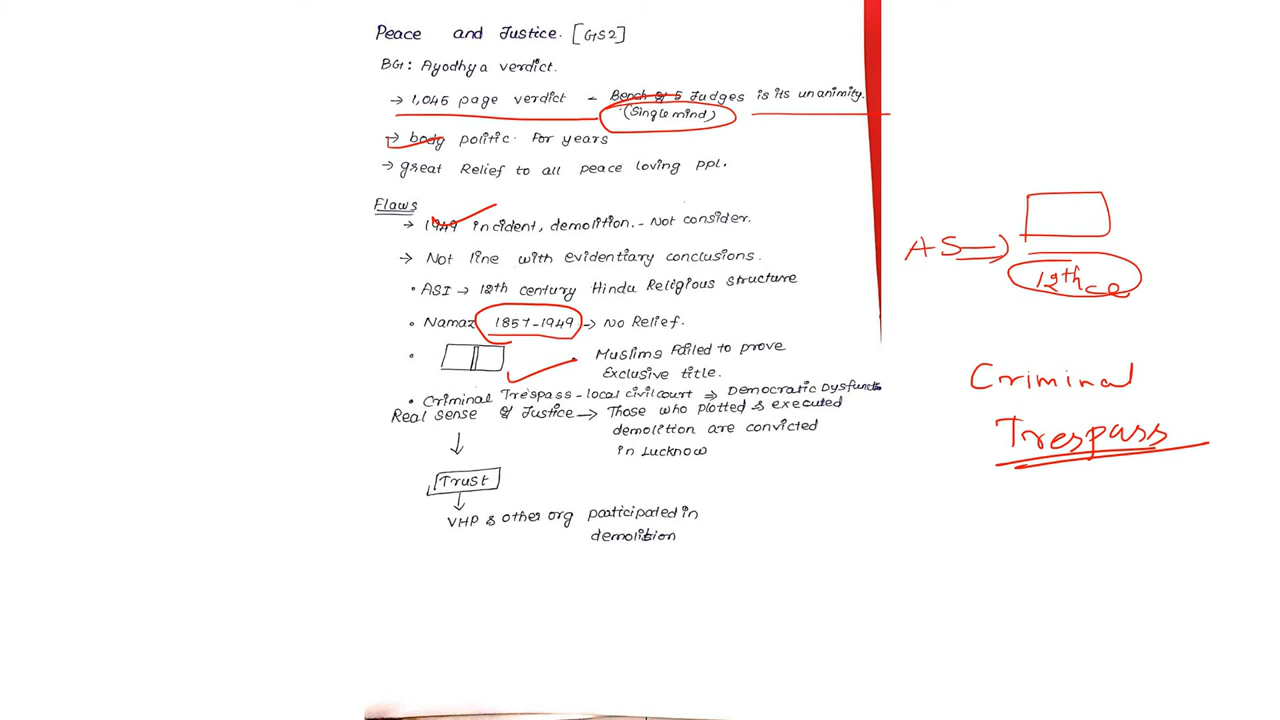 Peace and Justice. [GS2]
BG: Ayodhya verdict.
→ 1,045 page verdict - Bench of 5 Judges is its unanimity.
(Single mind)
→ body politic for years
→ great Relief to all peace loving ppl.
Flaws
→ 1949 incident, demolition. - Not consider.
→ Not line with evidentiary conclusions.
• ASI → 12th century Hindu Religious structure
• Namaz 1857-1949 → No Relief.
• Muslims Failed to prove
Exclusive title.
• Criminal Trespass - local civil court ⇒ Democratic Dysfunct
Real sense of Justice → Those who plotted & executed
demolition are convicted
in Lucknow
Trust
VHP & other org participated in
demolition
AS ⇒
12th ce
Criminal
Trespass